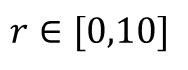 r ∈ [0,10]